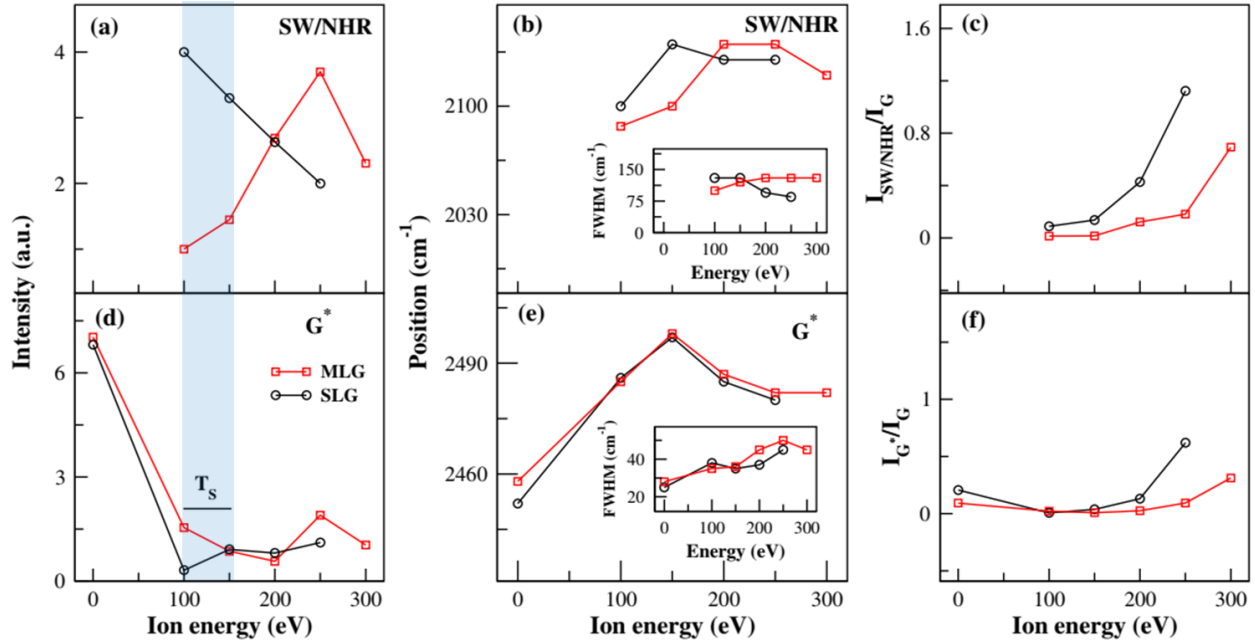 (a) SW/NHR
4
2
Intensity (a.u.)
(d) G*
MLG
SLG
T_S
6
3
0
0 100 200 300
Ion energy (eV)
(b) SW/NHR
2100
2030
Position (cm⁻¹)
FWHM (cm⁻¹)
150
75
0
0 100 200 300
Energy (eV)
(e) G*
2490
2460
FWHM (cm⁻¹)
40
20
0 100 200 300
Energy (eV)
0 100 200 300
Ion energy (eV)
(c)
1.6
0.8
0
I_SW/NHR/I_G
(f)
1
0
I_G*/I_G
0 100 200 300
Ion energy (eV)